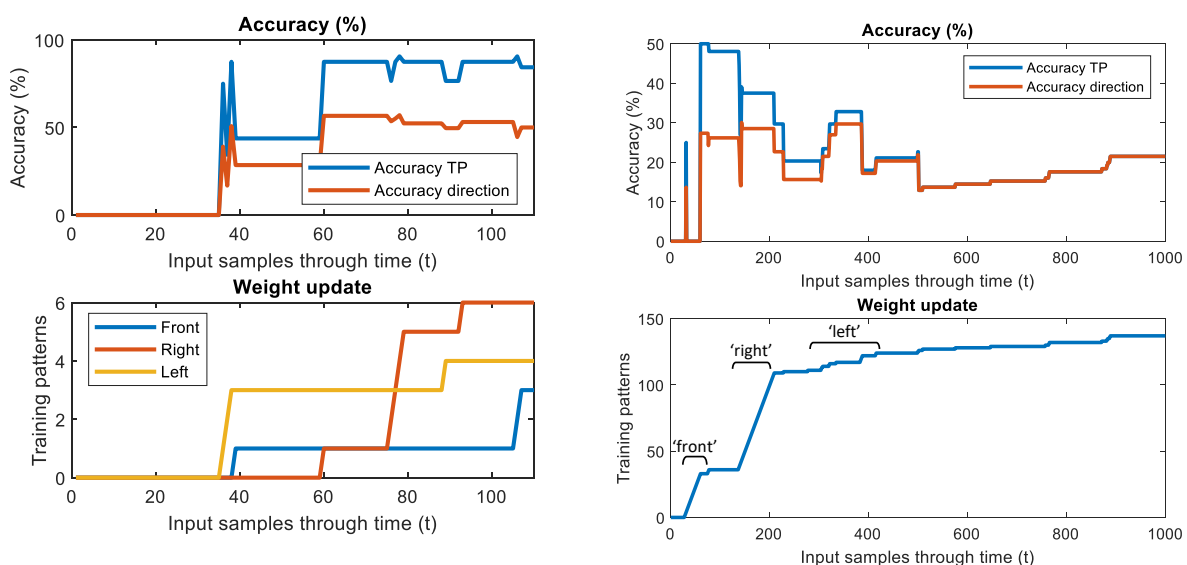 Accuracy (%)
Accuracy (%)
100
50
0
Accuracy TP
Accuracy direction
0 20 40 60 80 100
Input samples through time (t)
Weight update
Training patterns
6
4
2
0
Front
Right
Left
0 20 40 60 80 100
Input samples through time (t)
Accuracy (%)
Accuracy (%)
50
40
30
20
10
0
Accuracy TP
Accuracy direction
0 200 400 600 800 1000
Input samples through time (t)
Weight update
Training patterns
150
100
50
0
'front'
'right'
'left'
0 200 400 600 800 1000
Input samples through time (t)